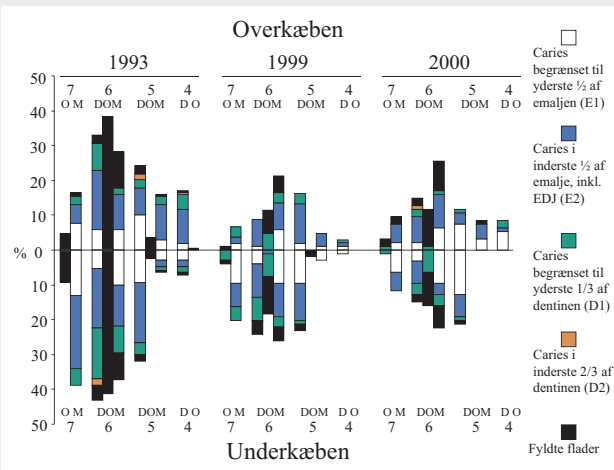 Overkæben
1993 1999 2000
7 6 5 4 7 6 5 4 7 6 5 4
O M DOM DOM D O O M DOM DOM D O O M DOM DOM D O
50
40
30
20
10
% 0
10
20
30
40
50
O M DOM DOM D O O M DOM DOM D O O M DOM DOM D O
7 6 5 4 7 6 5 4 7 6 5 4
Underkæben
Caries
begrænset til
yderste ½ af
emaljen (E1)
Caries i
inderste ½ af
emalje, inkl.
EDJ (E2)
Caries
begrænset til
yderste 1/3 af
dentinen (D1)
Caries i
inderste 2/3 af
dentinen (D2)
Fyldte flader